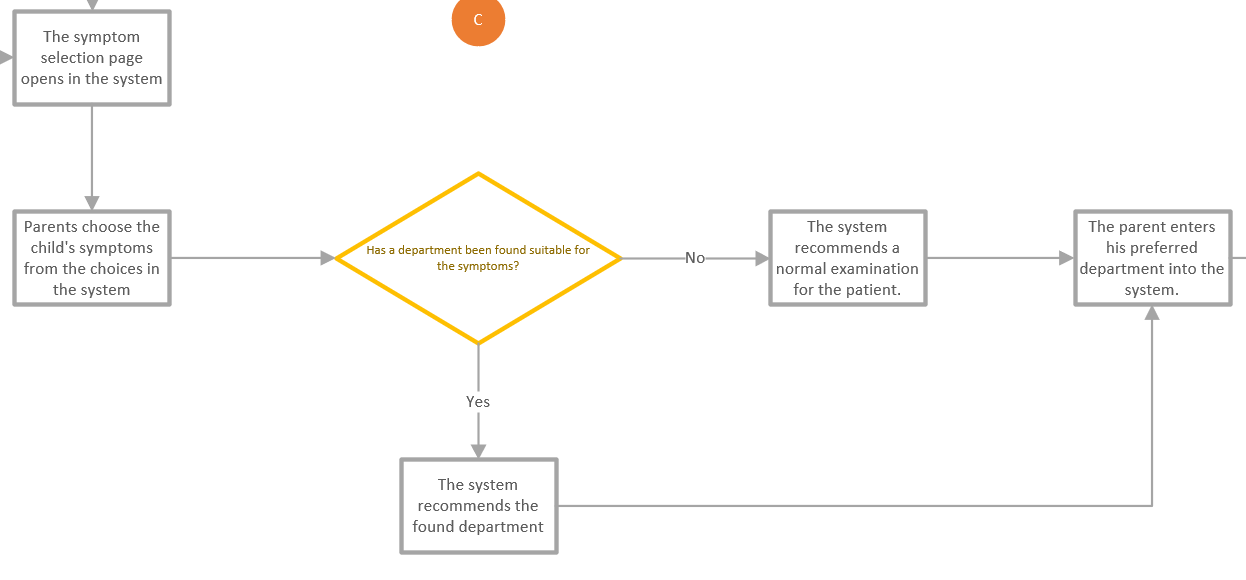 The symptom
selection page
opens in the system
C
Parents choose the
child's symptoms
from the choices in
the system
Has a department been found suitable for
the symptoms?
No
The system
recommends a
normal examination
for the patient.
The parent enters
his preferred
department into the
system.
Yes
The system
recommends the
found department